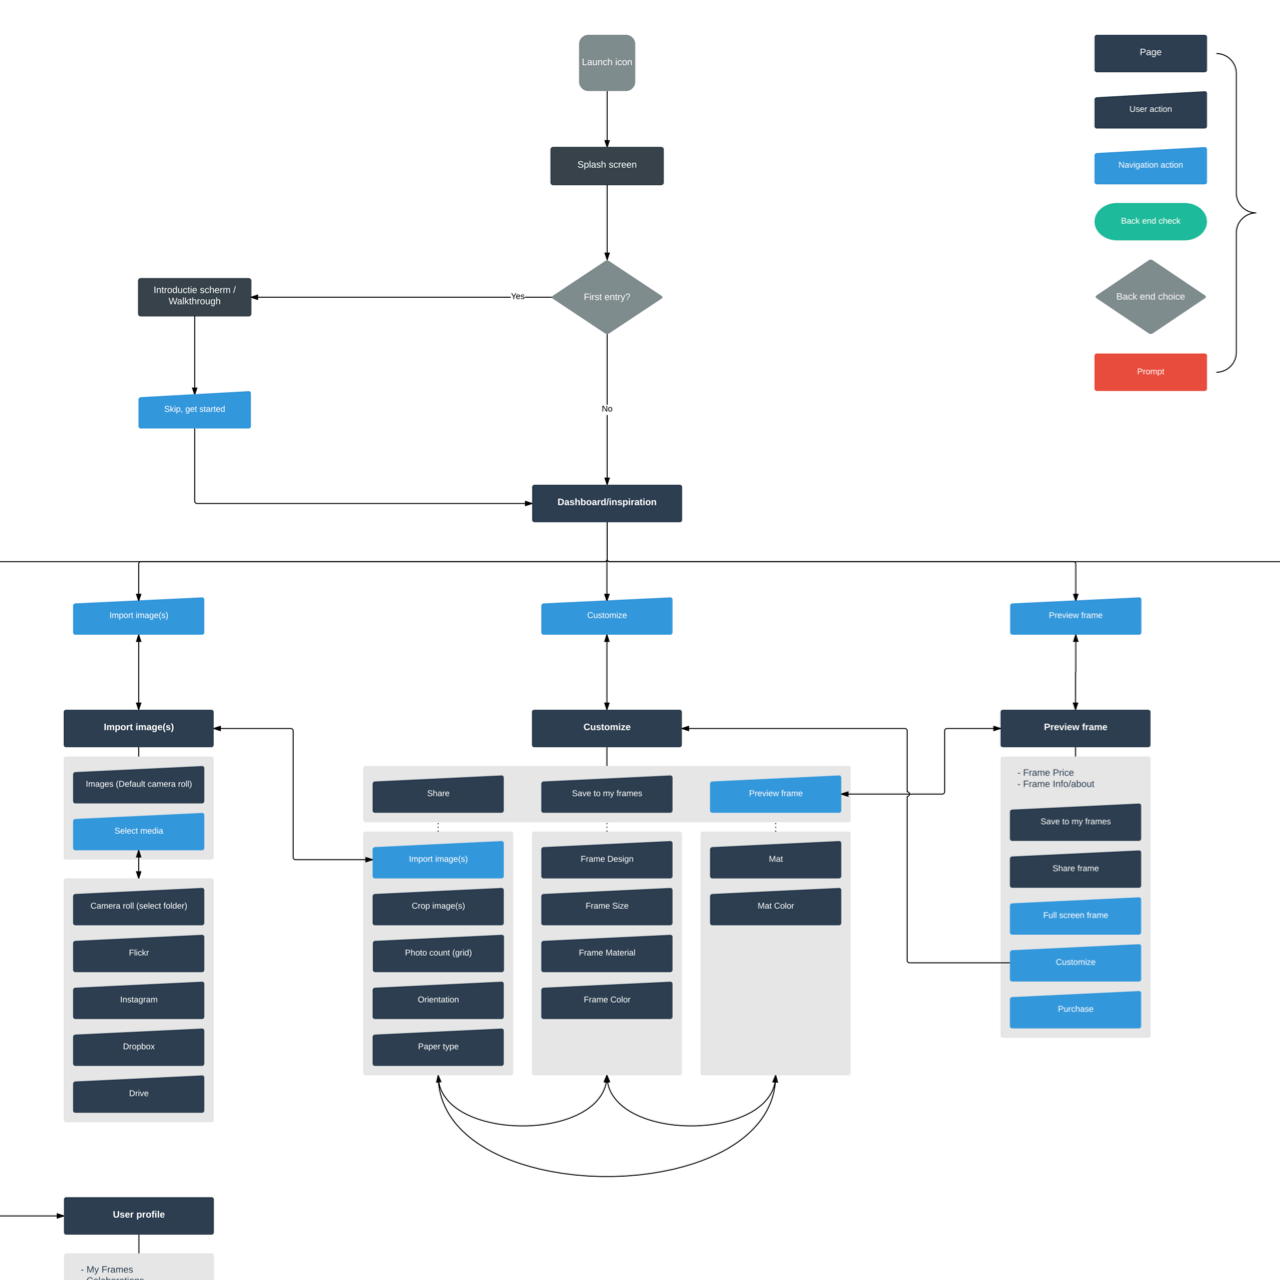 Launch icon
Page
User action
Splash screen
Navigation action
Back end check
Introductie scherm /
Walkthrough
Yes
First entry?
Back end choice
Prompt
Skip, get started
No
Dashboard/inspiration
Import image(s)
Customize
Preview frame
Import image(s)
Customize
Preview frame
Images (Default camera roll)
Select media
Camera roll (select folder)
Flickr
Instagram
Dropbox
Drive
Share
Save to my frames
Preview frame
Import image(s)
Crop image(s)
Photo count (grid)
Orientation
Paper type
Frame Design
Frame Size
Frame Material
Frame Color
Mat
Mat Color
- Frame Price
- Frame Info/about
Save to my frames
Share frame
Full screen frame
Customize
Purchase
User profile
- My Frames